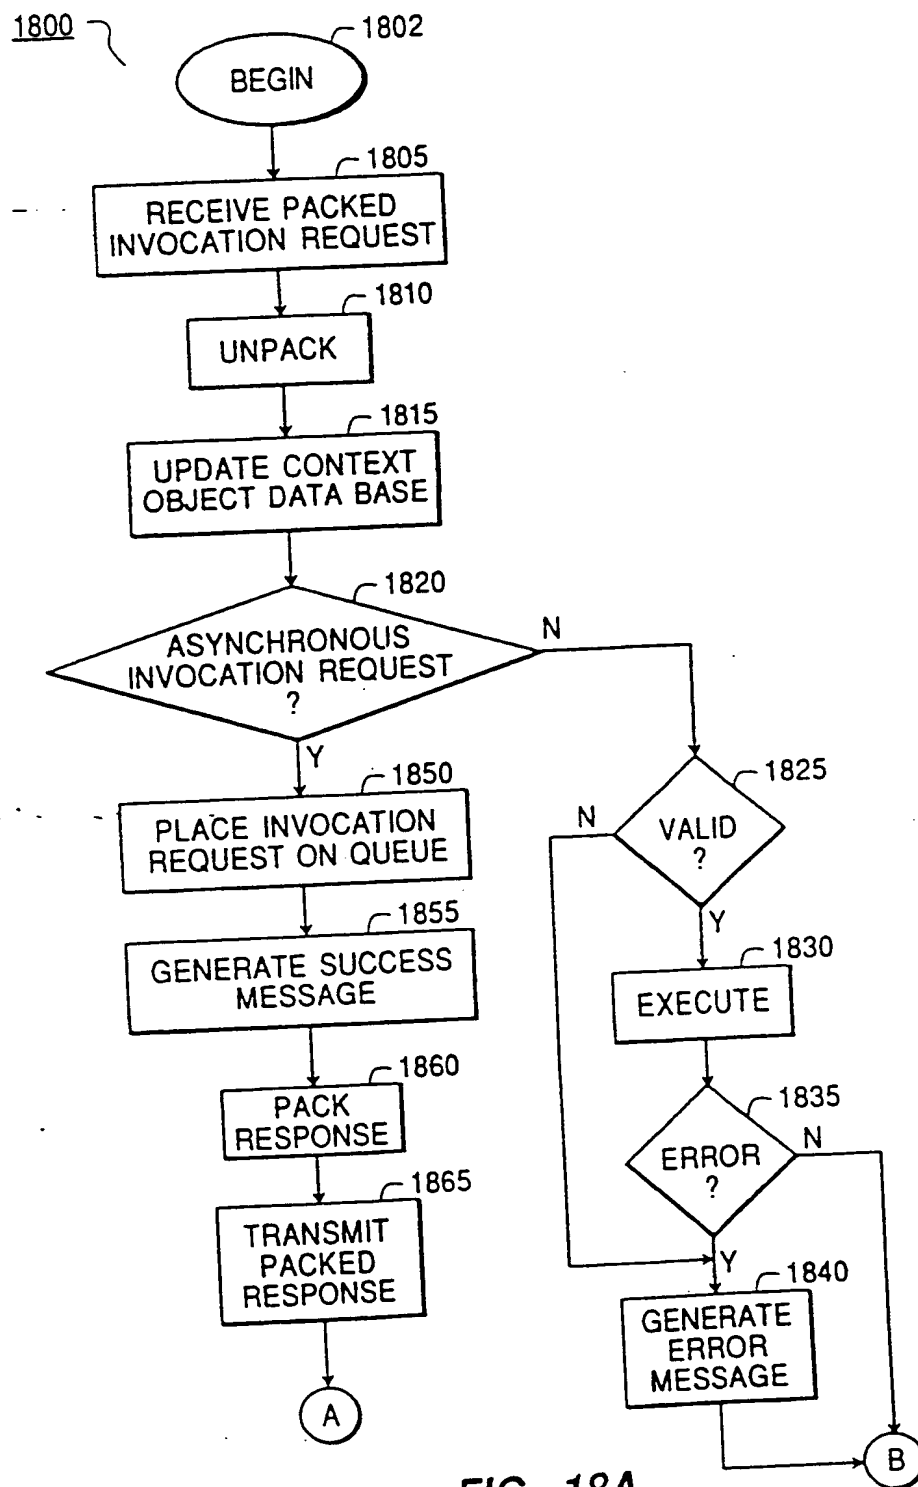 1800
1802
BEGIN
1805
RECEIVE PACKED
INVOCATION REQUEST
1810
UNPACK
1815
UPDATE CONTEXT
OBJECT DATA BASE
1820
ASYNCHRONOUS
INVOCATION REQUEST
?
N
Y
1850
PLACE INVOCATION
REQUEST ON QUEUE
1855
GENERATE SUCCESS
MESSAGE
1860
PACK
RESPONSE
1865
TRANSMIT
PACKED
RESPONSE
A
1825
VALID
?
N
Y
1830
EXECUTE
1835
ERROR
?
N
Y
1840
GENERATE
ERROR
MESSAGE
B
FIG. 18A